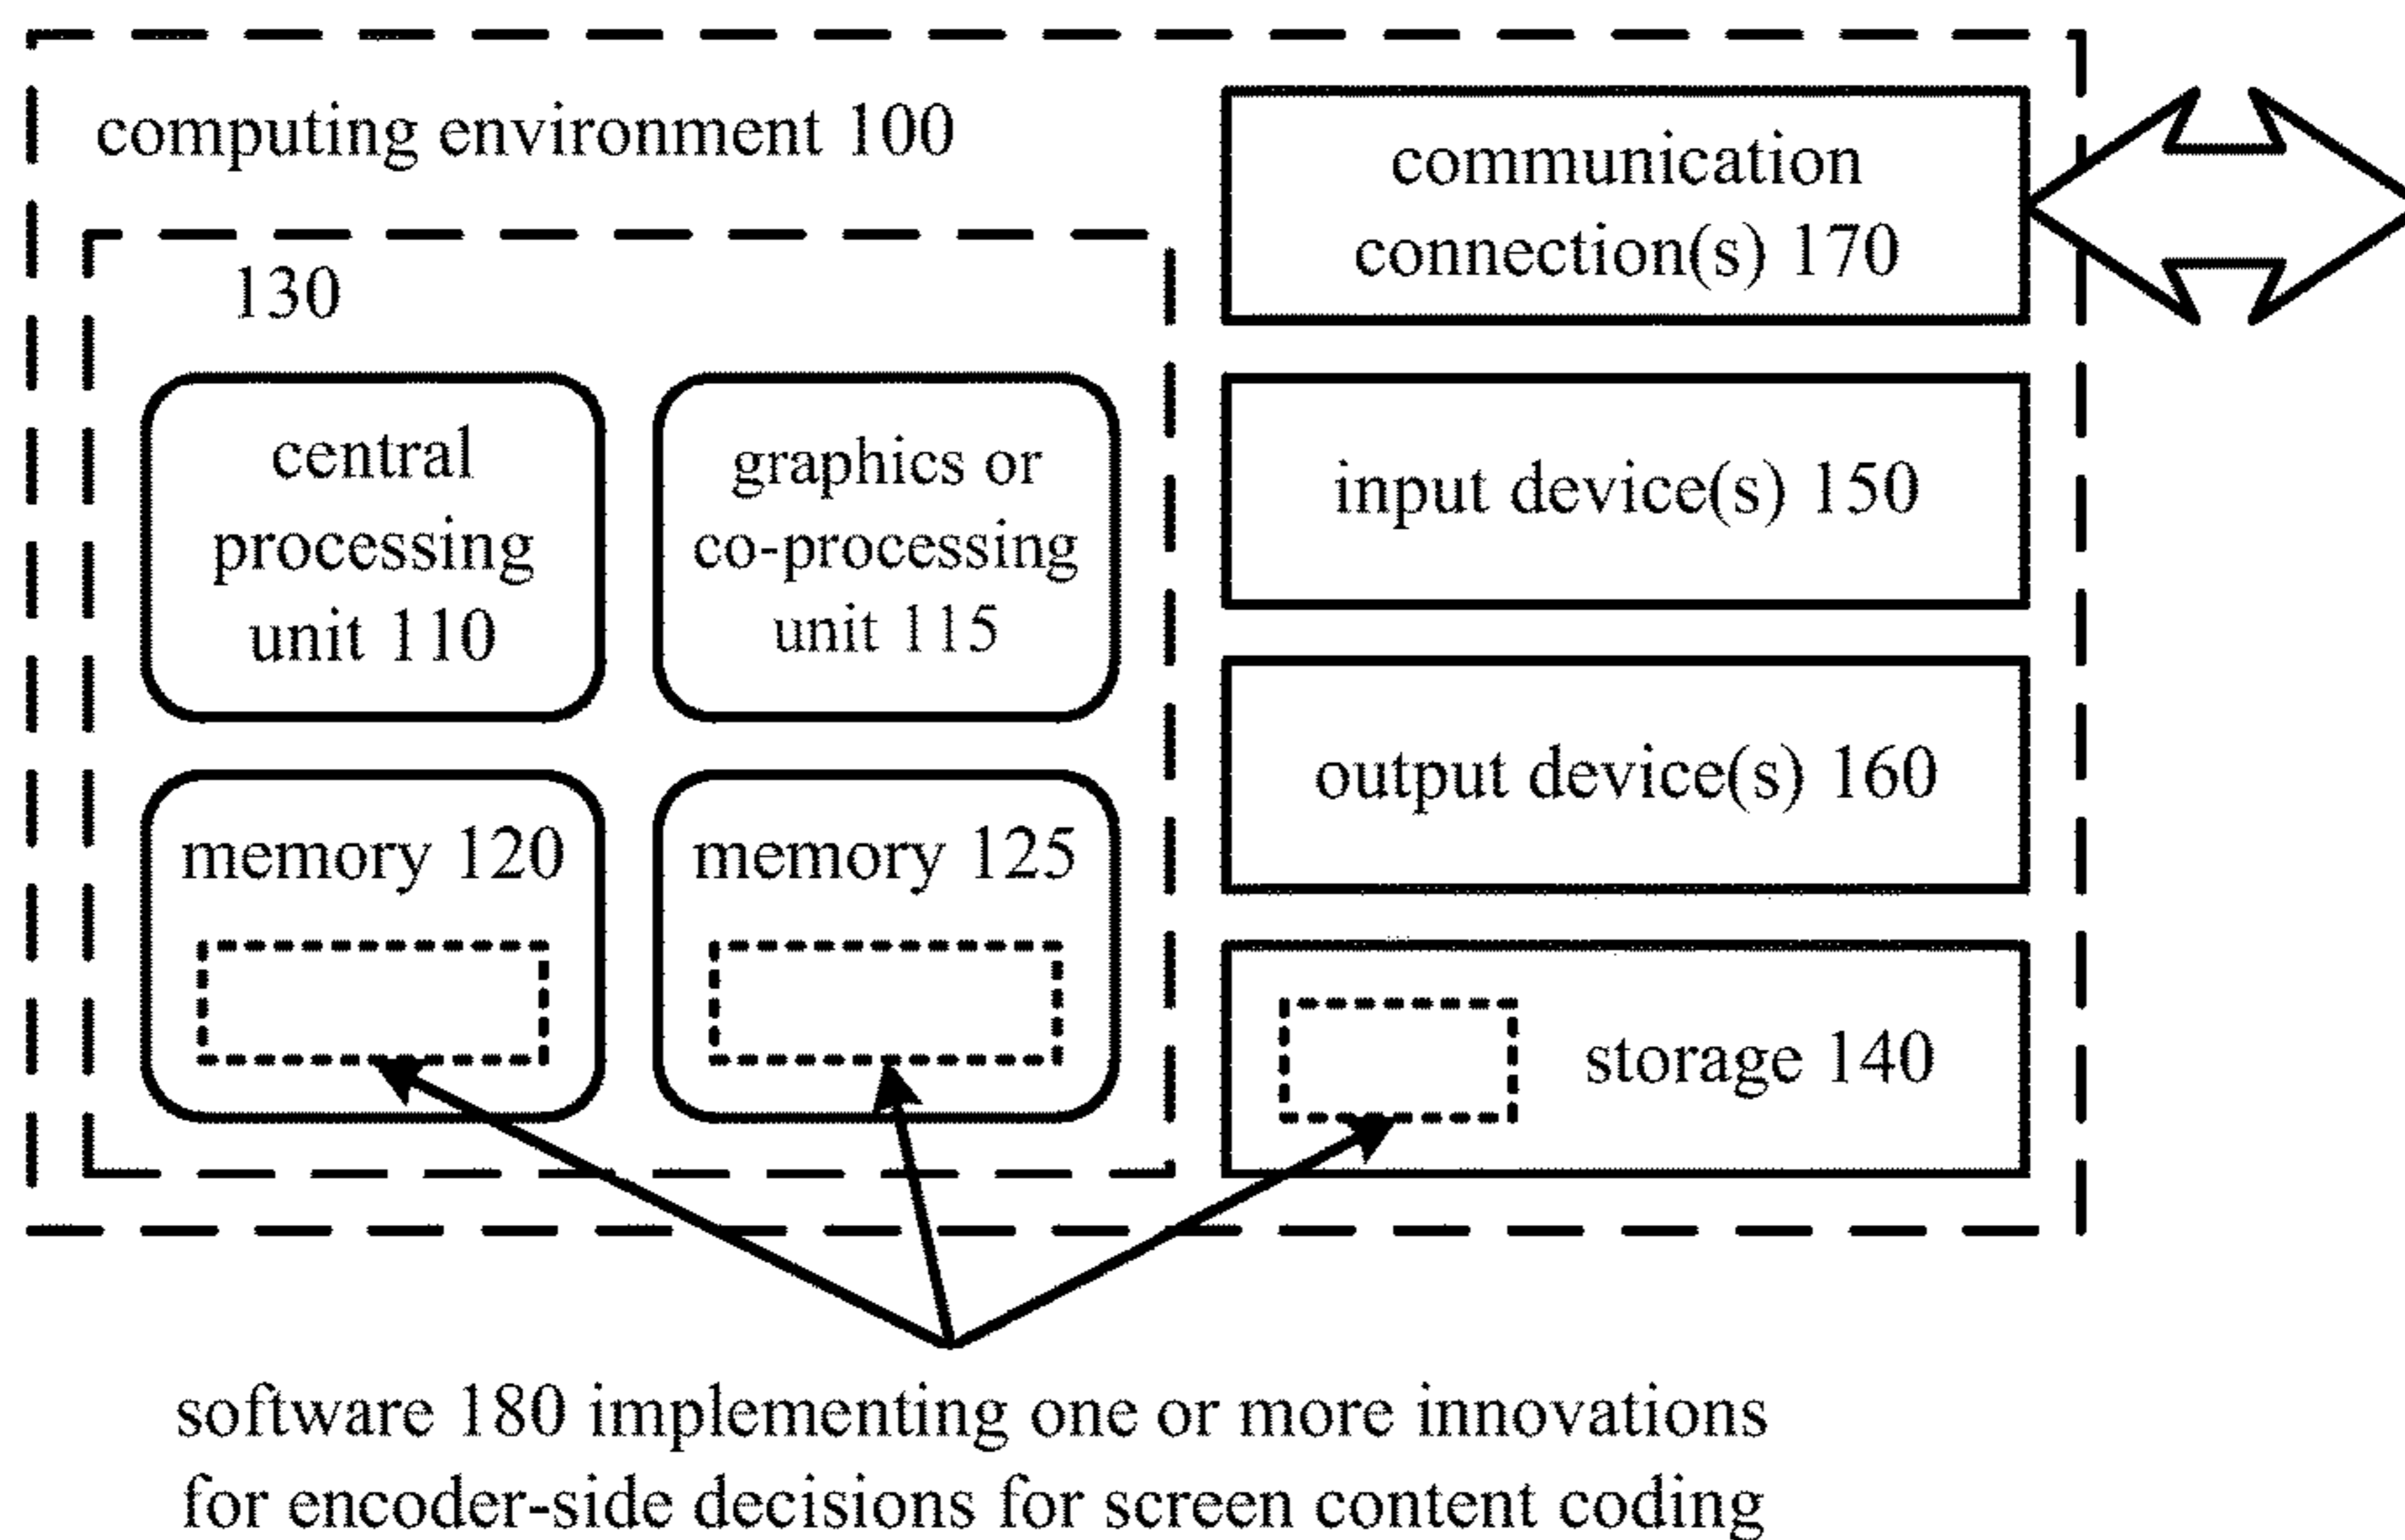 computing environment 100
130
central
processing
unit 110
graphics or
co-processing
unit 115
memory 120
memory 125
communication
connection(s) 170
input device(s) 150
output device(s) 160
storage 140
software 180 implementing one or more innovations
for encoder-side decisions for screen content coding